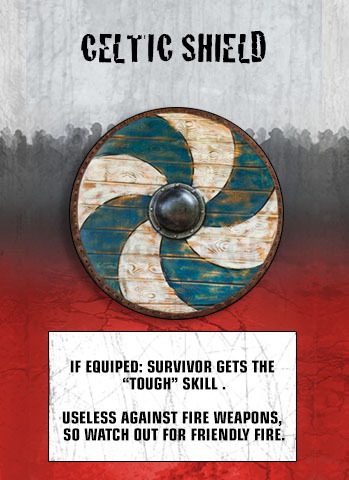 CELTIC SHIELD
IF EQUIPED: SURVIVOR GETS THE
“TOUGH” SKILL .
USELESS AGAINST FIRE WEAPONS,
SO WATCH OUT FOR FRIENDLY FIRE.